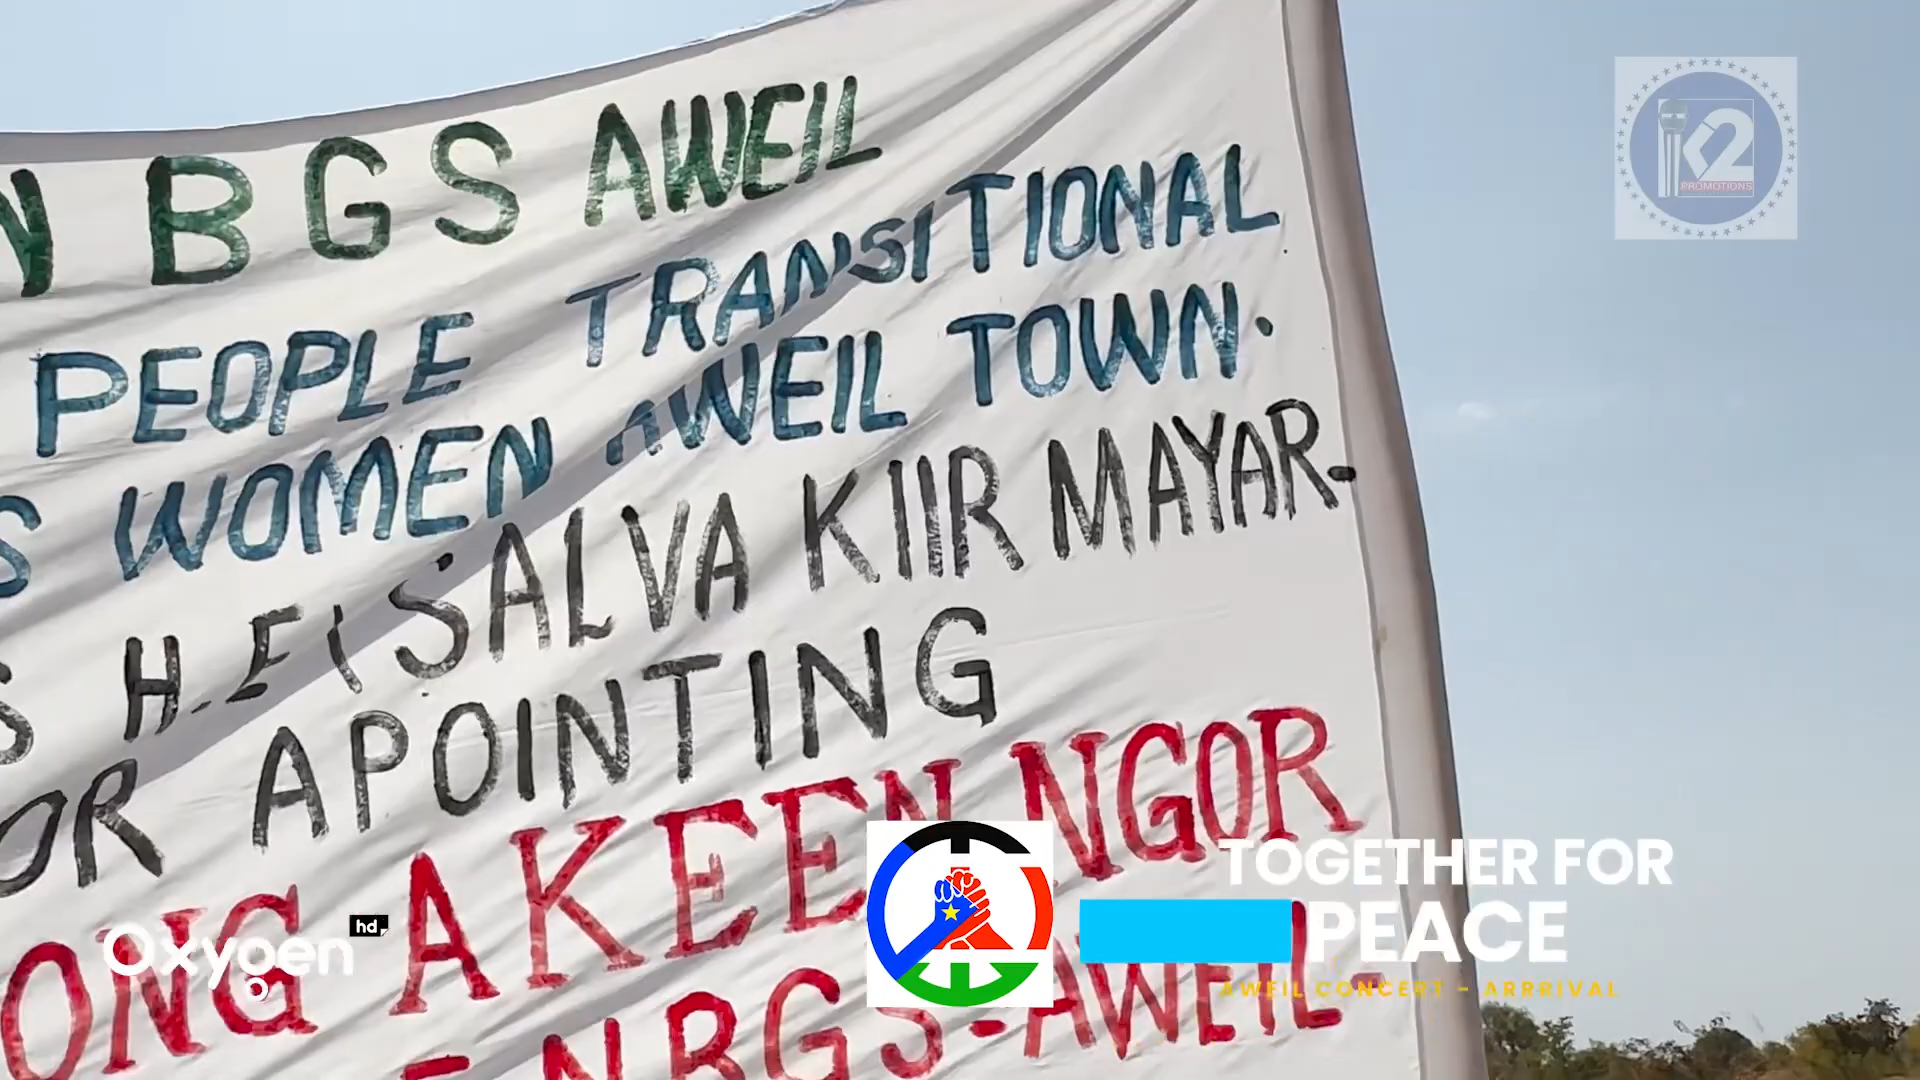 N BGS AWEIL
PEOPLE TRANSITIONAL
S WOMEN AWEIL TOWN.
S H.E SALVA KIIR MAYAR-
OR APOINTING
ONG AKEEN NGOR
- NBGS-AWEIL-
K2
PROMOTIONS
Oxygen
hd
TOGETHER FOR
PEACE
AWEIL CONCERT - ARRRIVAL